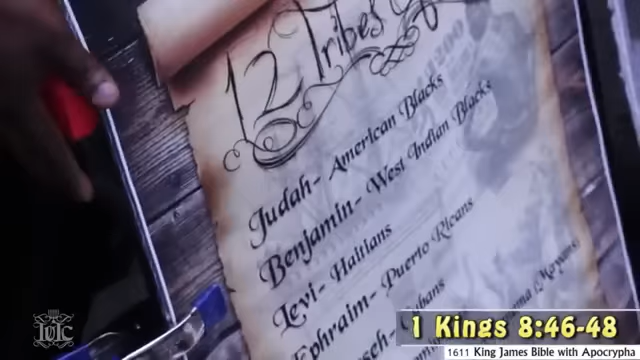 12 Tribes
Judah- American Blacks
Benjamin- West Indian Blacks
Levi- Haitians
Ephraim- Puerto Ricans
1 Kings 8:46-48
1611 King James Bible with Apocrypha
IUIC